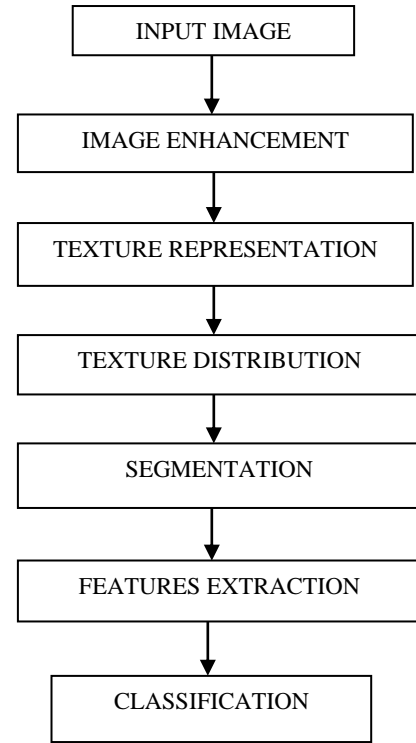 INPUT IMAGE
IMAGE ENHANCEMENT
TEXTURE REPRESENTATION
TEXTURE DISTRIBUTION
SEGMENTATION
FEATURES EXTRACTION
CLASSIFICATION